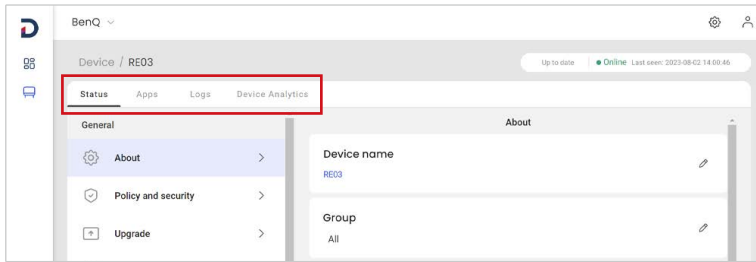 BenQ
Device / RE03
Up to date Online Last seen: 2023-08-02 14:00:46
Status Apps Logs Device Analytics
General
About
About
Device name
RE03
Policy and security
Group
Upgrade
All